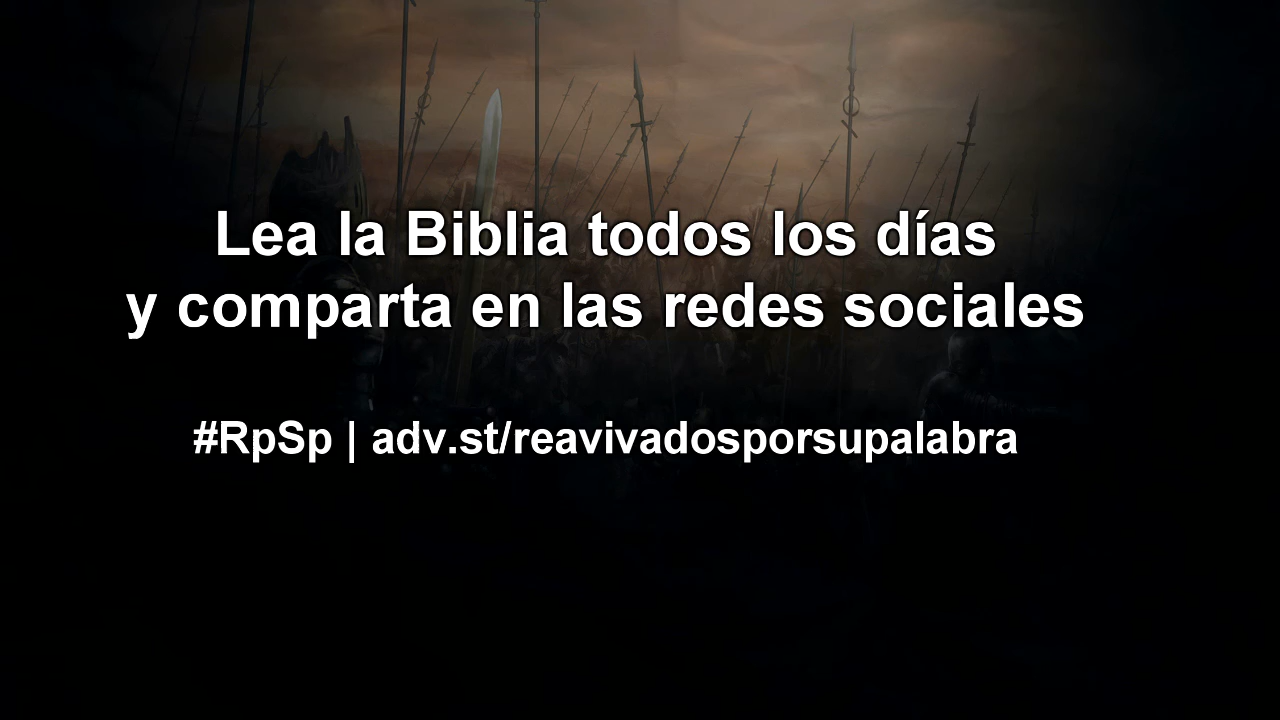 Lea la Biblia todos los días
y comparta en las redes sociales
#RpSp | adv.st/reavivadosporsupalabra